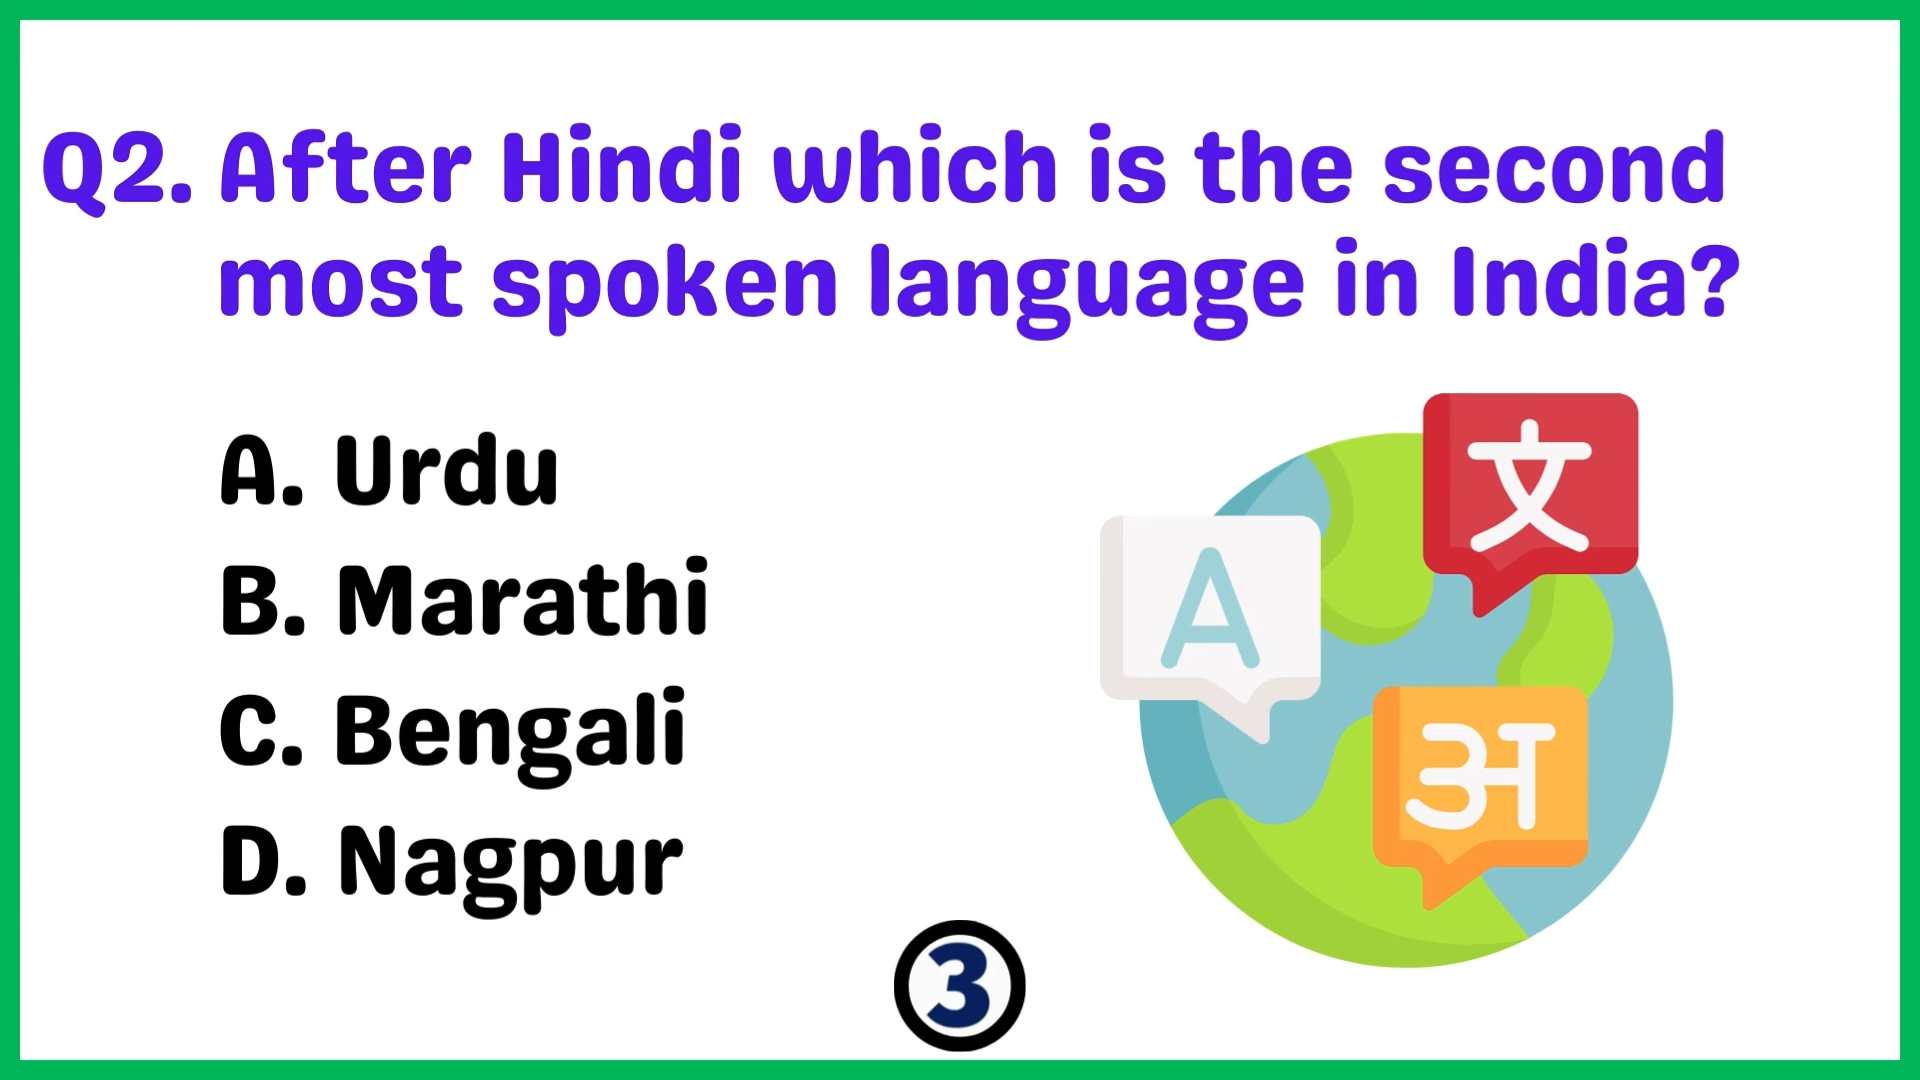 Q2. After Hindi which is the second
most spoken language in India?
A. Urdu
B. Marathi
C. Bengali
D. Nagpur
A
文
अ
3